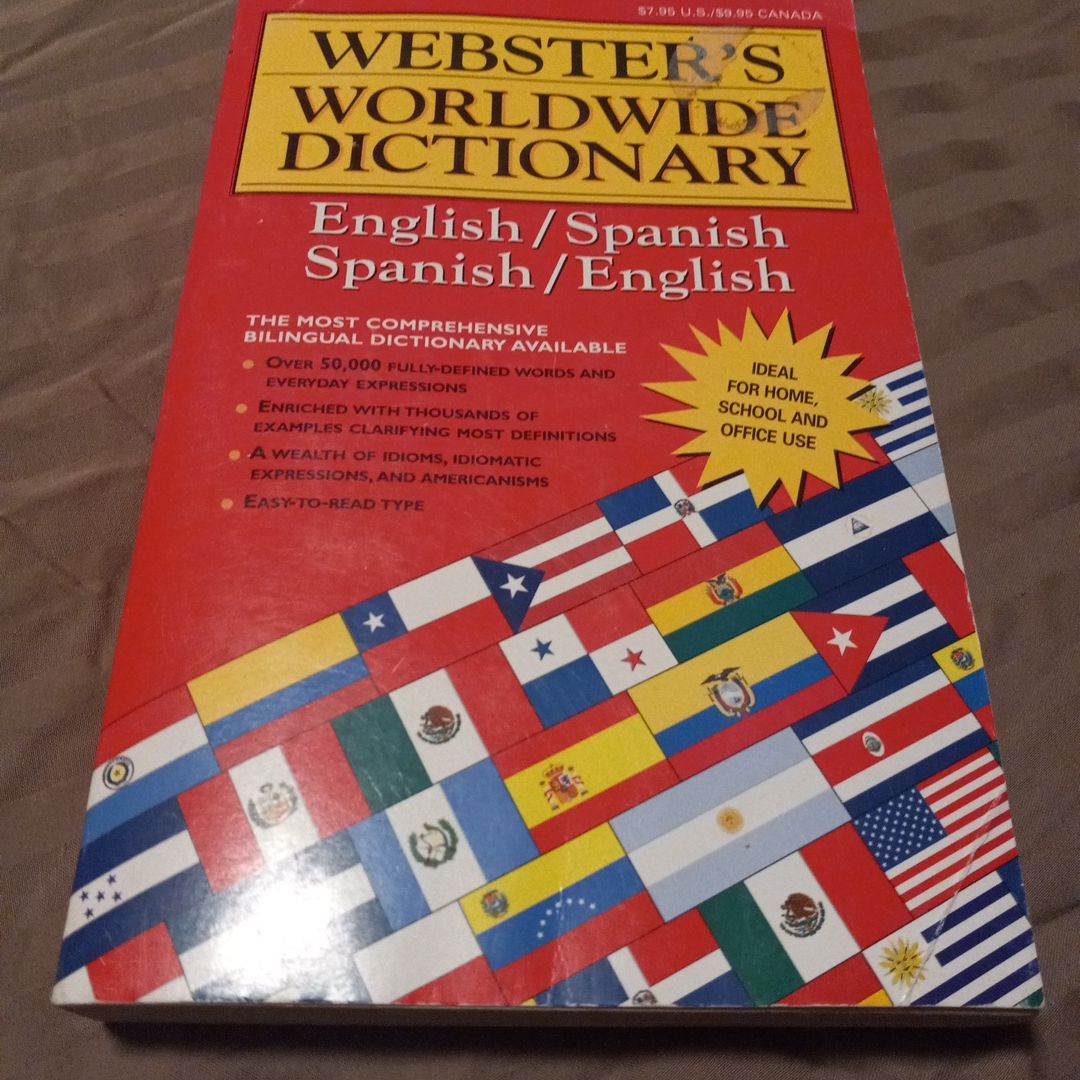 $7.95 U.S./$9.95 CANADA
WEBSTER'S
WORLDWIDE
DICTIONARY
English / Spanish
Spanish / English
THE MOST COMPREHENSIVE
BILINGUAL DICTIONARY AVAILABLE
• OVER 50,000 FULLY-DEFINED WORDS AND
EVERYDAY EXPRESSIONS
• ENRICHED WITH THOUSANDS OF
EXAMPLES CLARIFYING MOST DEFINITIONS
• A WEALTH OF IDIOMS, IDIOMATIC
EXPRESSIONS, AND AMERICANISMS
• EASY-TO-READ TYPE
IDEAL
FOR HOME,
SCHOOL AND
OFFICE USE